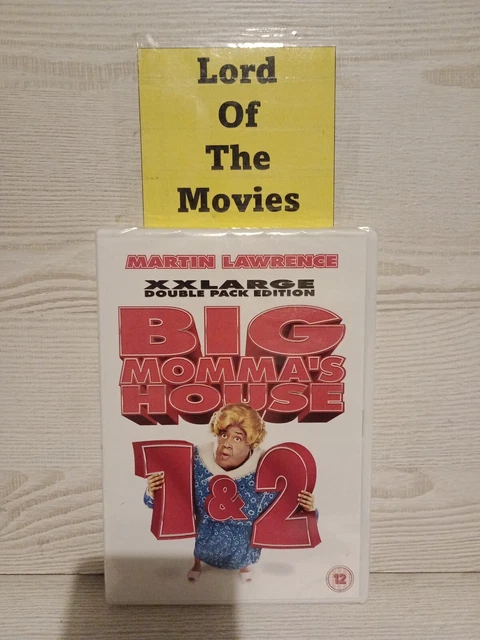 Lord
Of
The
Movies
MARTIN LAWRENCE
XXLARGE
DOUBLE PACK EDITION
BIG
MOMMA'S
HOUSE
1 & 2
12